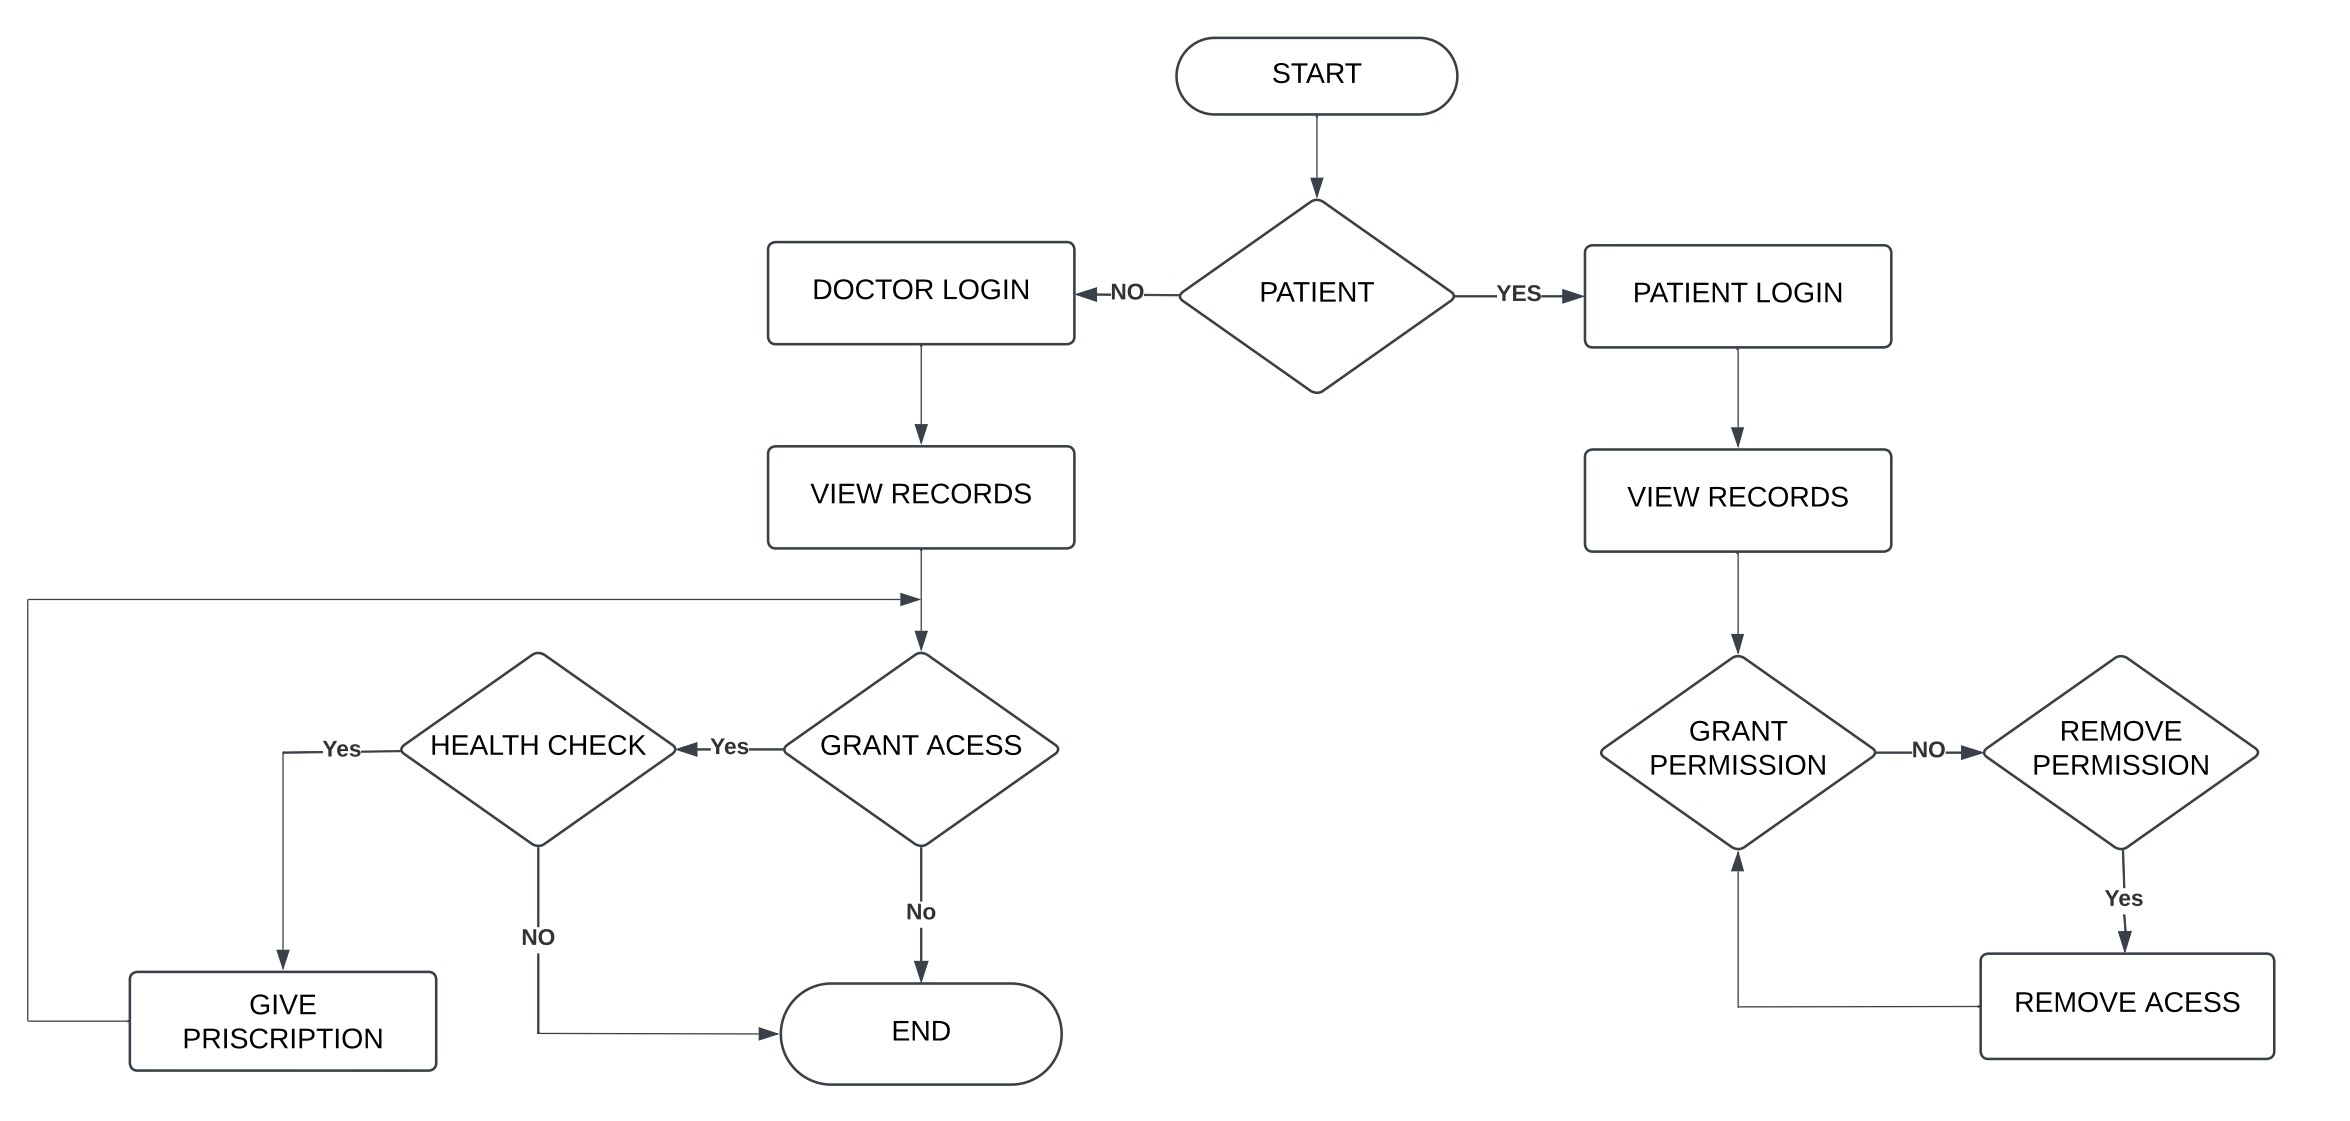 START
DOCTOR LOGIN
NO
PATIENT
YES
PATIENT LOGIN
VIEW RECORDS
VIEW RECORDS
Yes
HEALTH CHECK
Yes
GRANT ACESS
GRANT
PERMISSION
NO
REMOVE
PERMISSION
NO
No
Yes
GIVE
PRISCRIPTION
END
REMOVE ACESS